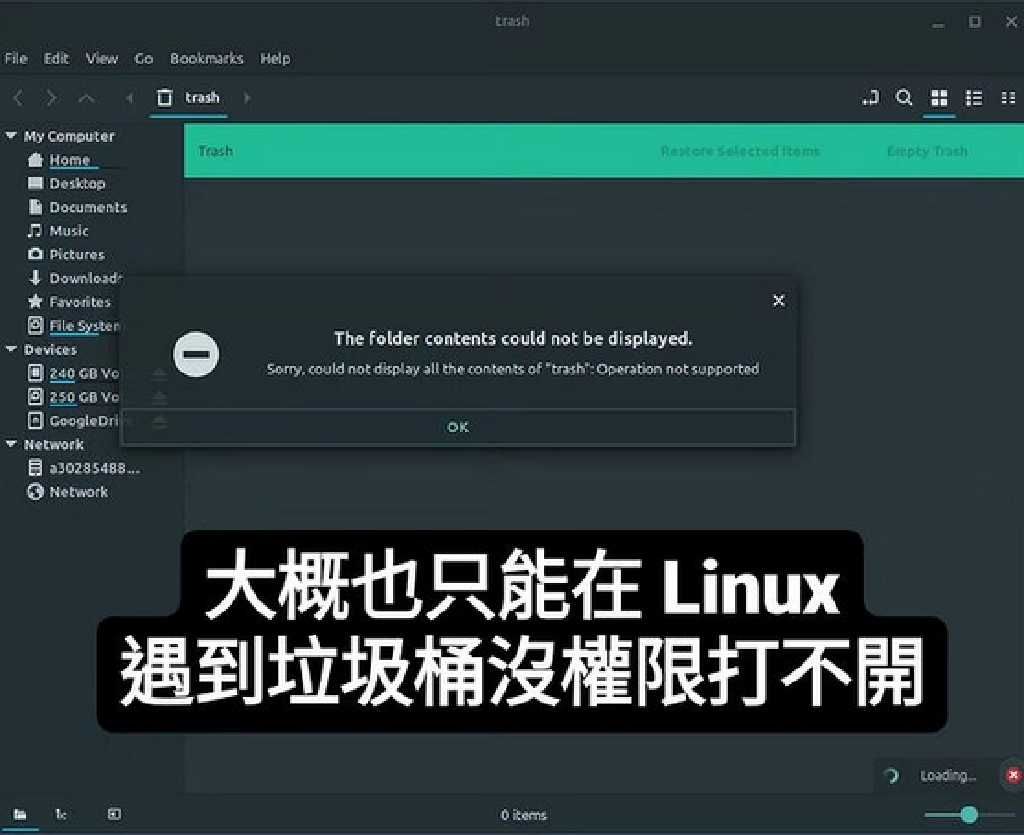 trash
File Edit View Go Bookmarks Help
trash
My Computer
Home
Desktop
Documents
Music
Pictures
Downloads
Favorites
File System
Devices
240 GB Vo
250 GB Vo
GoogleDri
Network
a30285488...
Network
Trash Restore Selected Items Empty Trash
The folder contents could not be displayed.
Sorry, could not display all the contents of "trash": Operation not supported
OK
大概也只能在 Linux
遇到垃圾桶沒權限打不開
Loading...
0 items